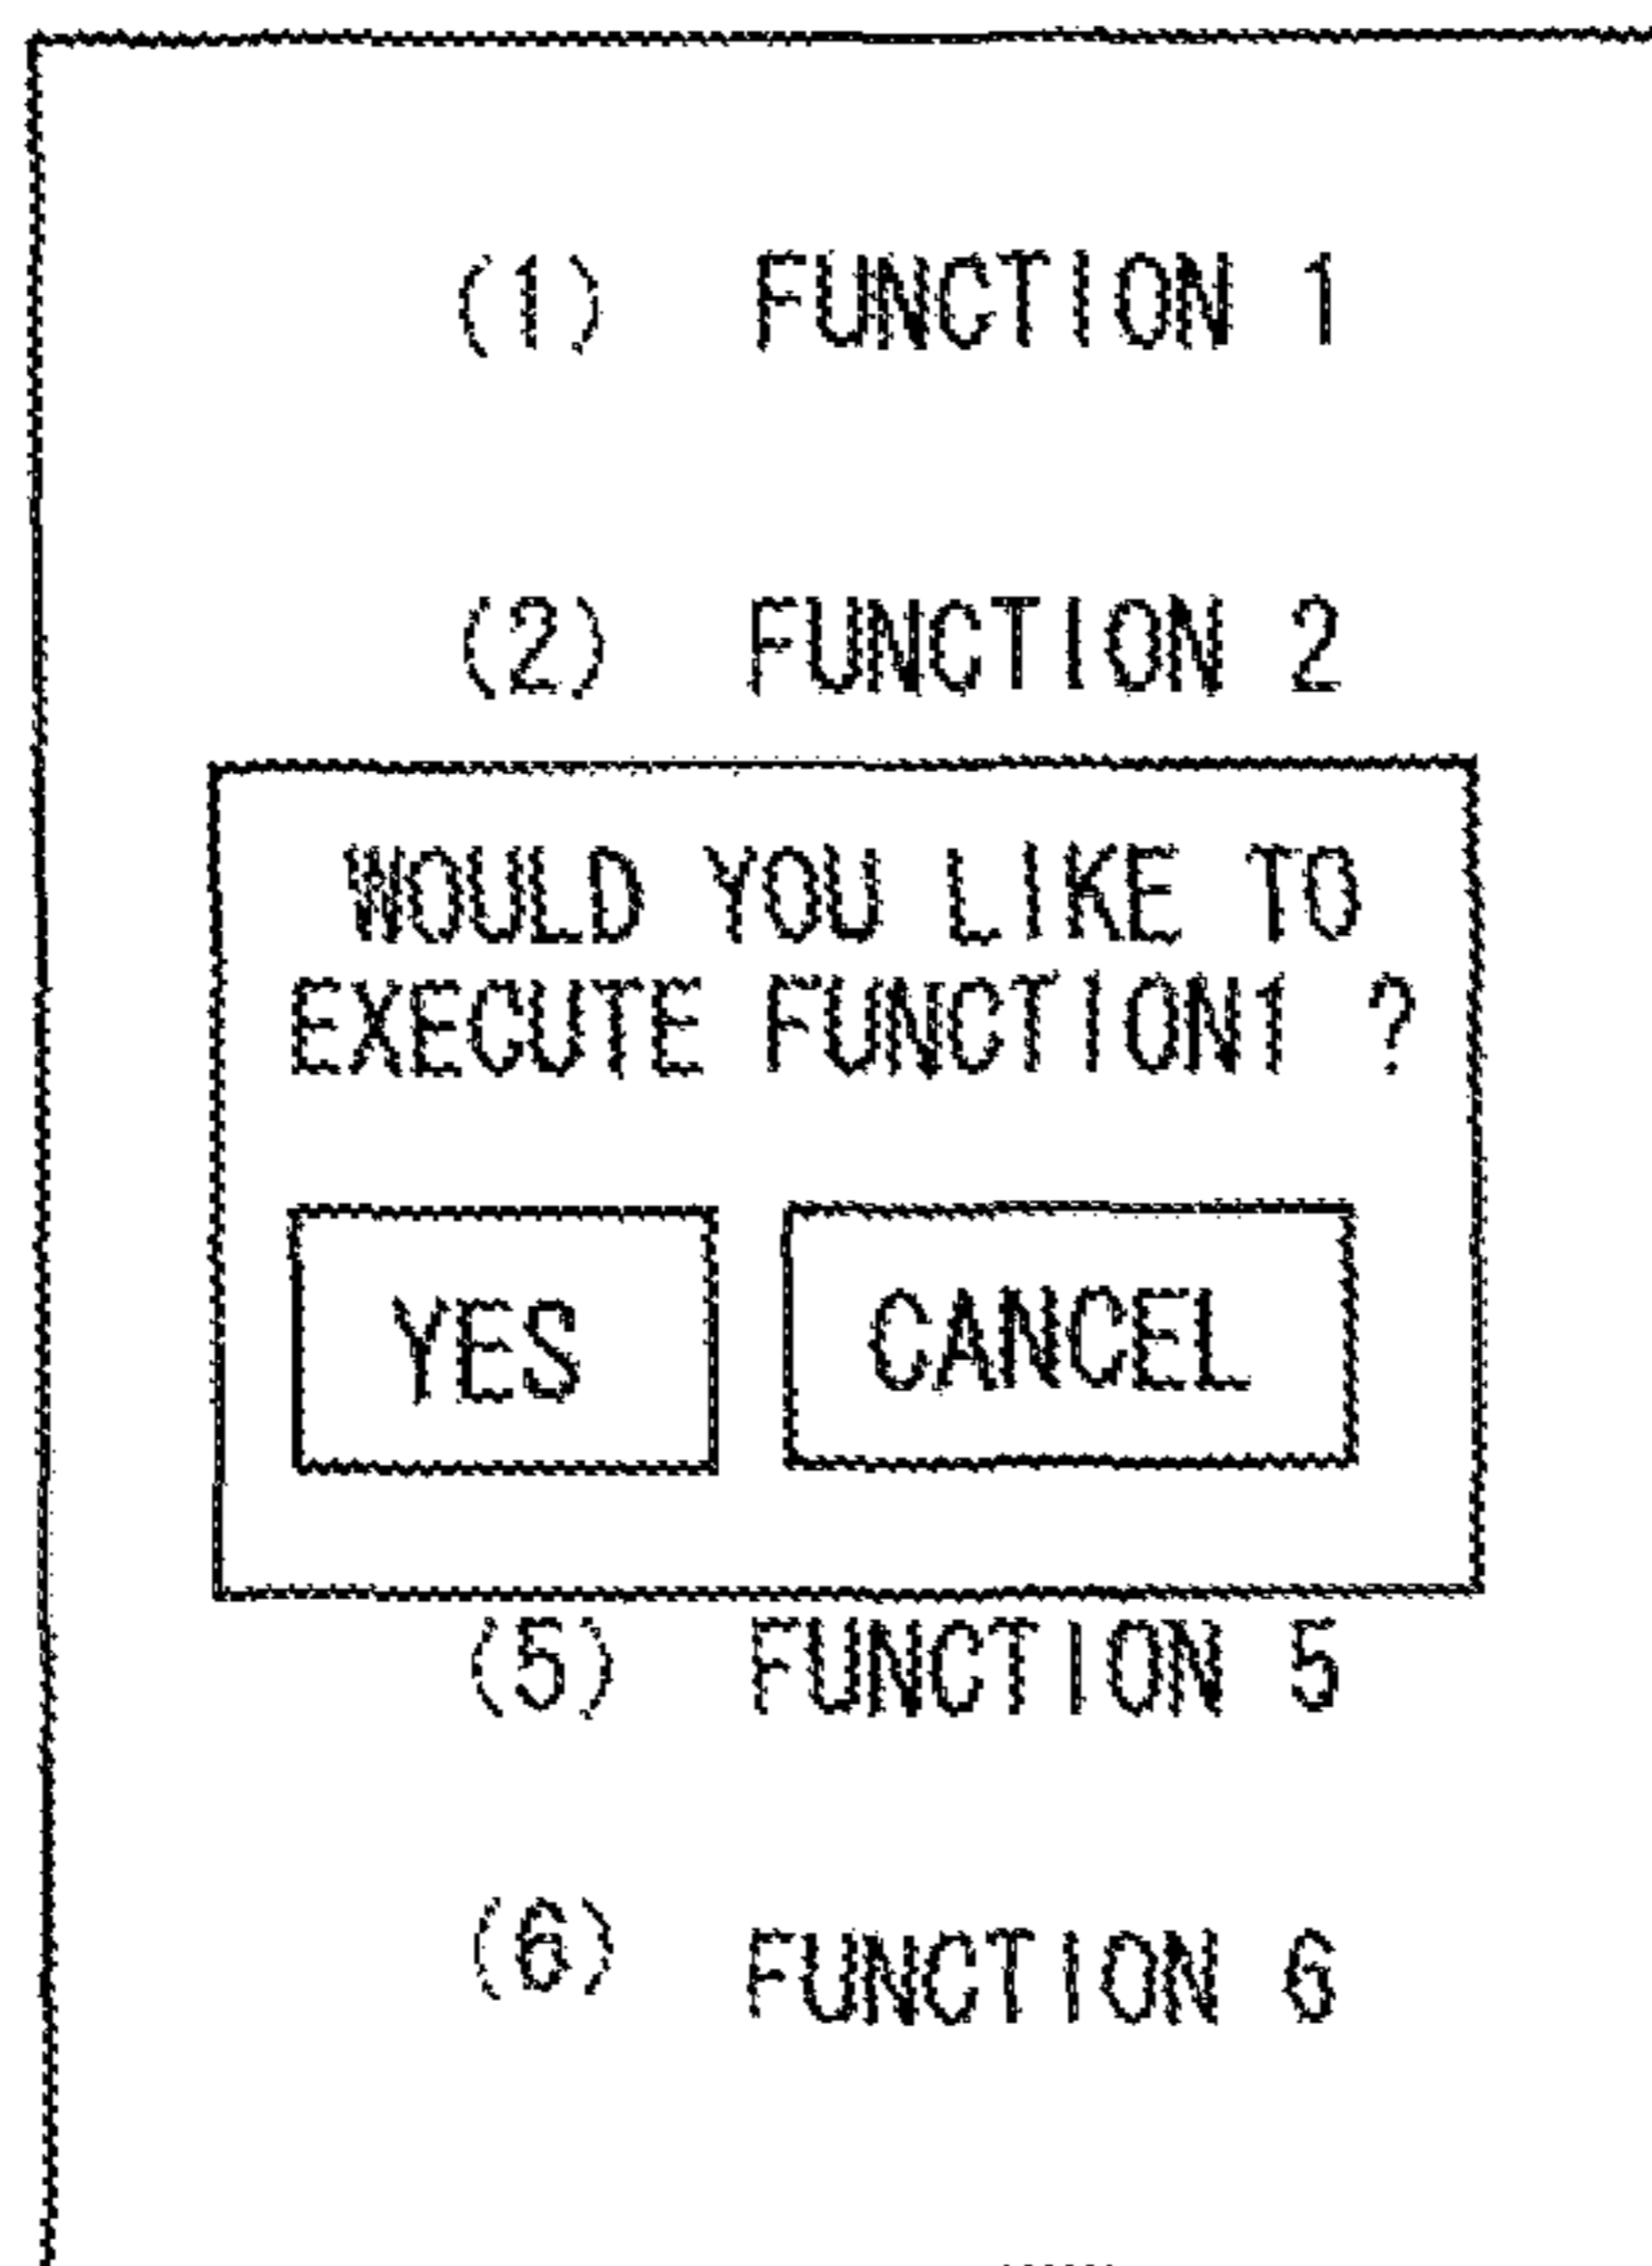 (1) FUNCTION 1
(2) FUNCTION 2
WOULD YOU LIKE TO
EXECUTE FUNCTION1 ?
YES CANCEL
(5) FUNCTION 5
(6) FUNCTION 6